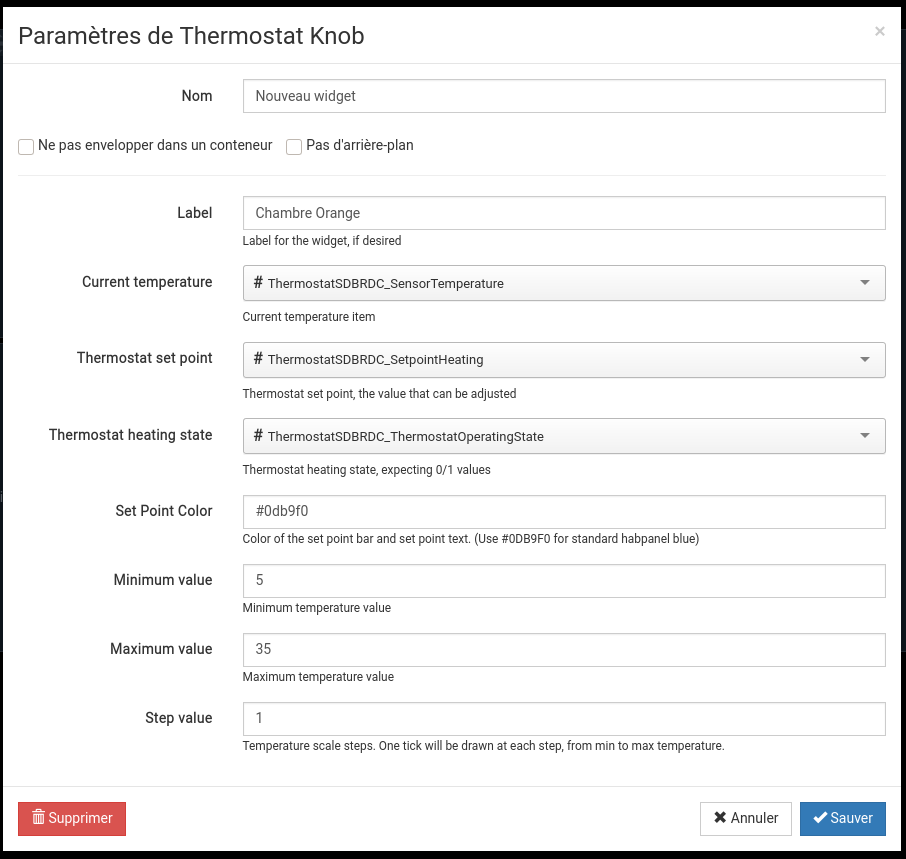 Paramètres de Thermostat Knob ×
Nom Nouveau widget
Ne pas envelopper dans un conteneur Pas d'arrière-plan
Label Chambre Orange
Label for the widget, if desired
Current temperature # ThermostatSDBRDC_SensorTemperature
Current temperature item
Thermostat set point # ThermostatSDBRDC_SetpointHeating
Thermostat set point, the value that can be adjusted
Thermostat heating state # ThermostatSDBRDC_ThermostatOperatingState
Thermostat heating state, expecting 0/1 values
Set Point Color #0db9f0
Color of the set point bar and set point text. (Use #0DB9F0 for standard habpanel blue)
Minimum value 5
Minimum temperature value
Maximum value 35
Maximum temperature value
Step value 1
Temperature scale steps. One tick will be drawn at each step, from min to max temperature.
Supprimer Annuler Sauver